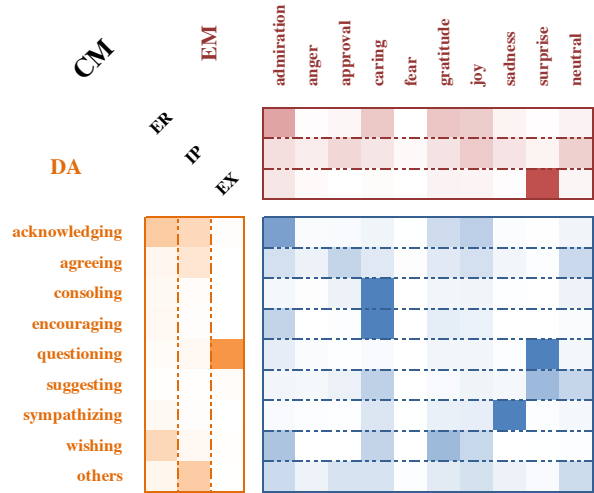 CM
EM
admiration
anger
approval
caring
fear
gratitude
joy
sadness
surprise
neutral
ER
IP
EX
DA
acknowledging
agreeing
consoling
encouraging
questioning
suggesting
sympathizing
wishing
others